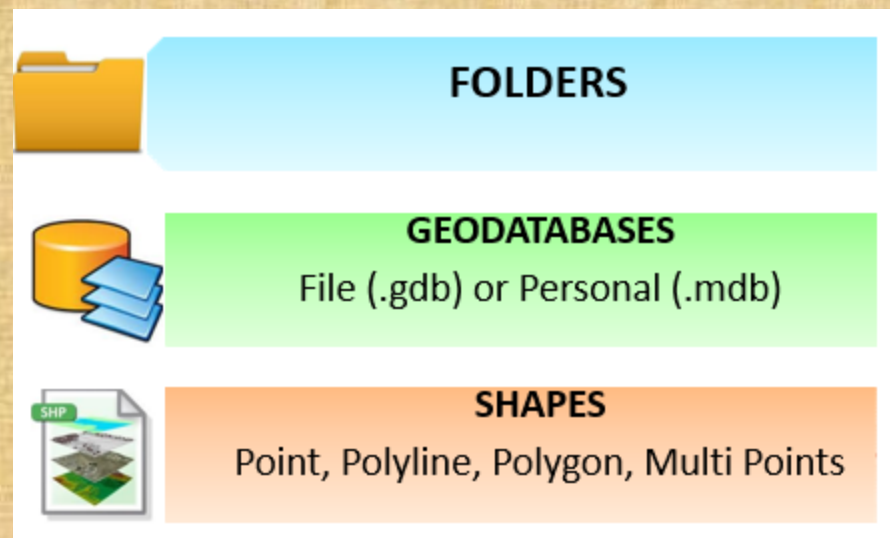 FOLDERS
GEODATABASES
File (.gdb) or Personal (.mdb)
SHP
SHAPES
Point, Polyline, Polygon, Multi Points